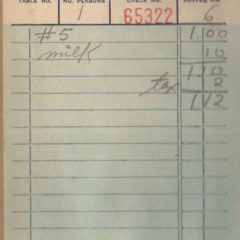 TABLE NO. NO. PERSONS CHECK NO. SERVER NO.
1 65322 6
#5 1.00
milk 10
1.10
tax 2
1.12